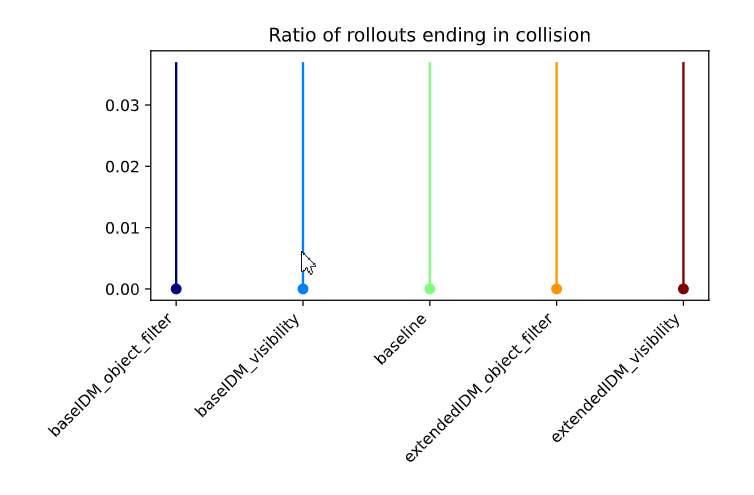 Ratio of rollouts ending in collision
0.03
0.02
0.01
0.00
baseIDM_object_filter
baseIDM_visibility
baseline
extendedIDM_object_filter
extendedIDM_visibility